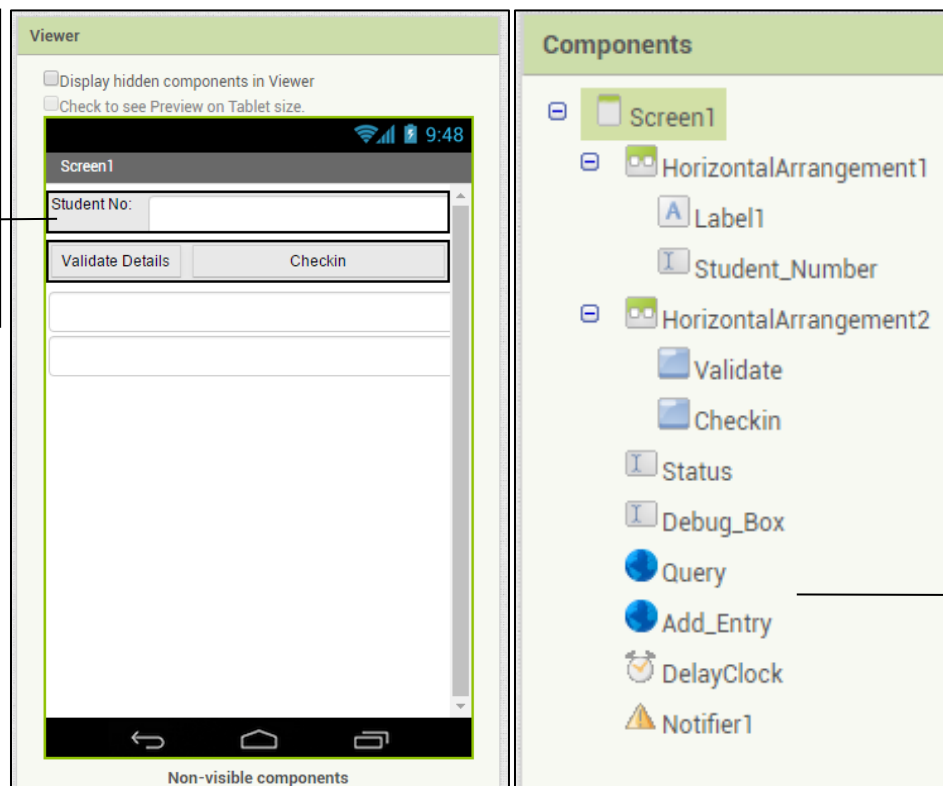 Viewer
Display hidden components in Viewer
Check to see Preview on Tablet size.
9:48
Screen1
Student No:
Validate Details
Checkin
Non-visible components
Components
Screen1
HorizontalArrangement1
A
Label1
Student_Number
HorizontalArrangement2
Validate
Checkin
Status
Debug_Box
Query
Add_Entry
DelayClock
Notifier1